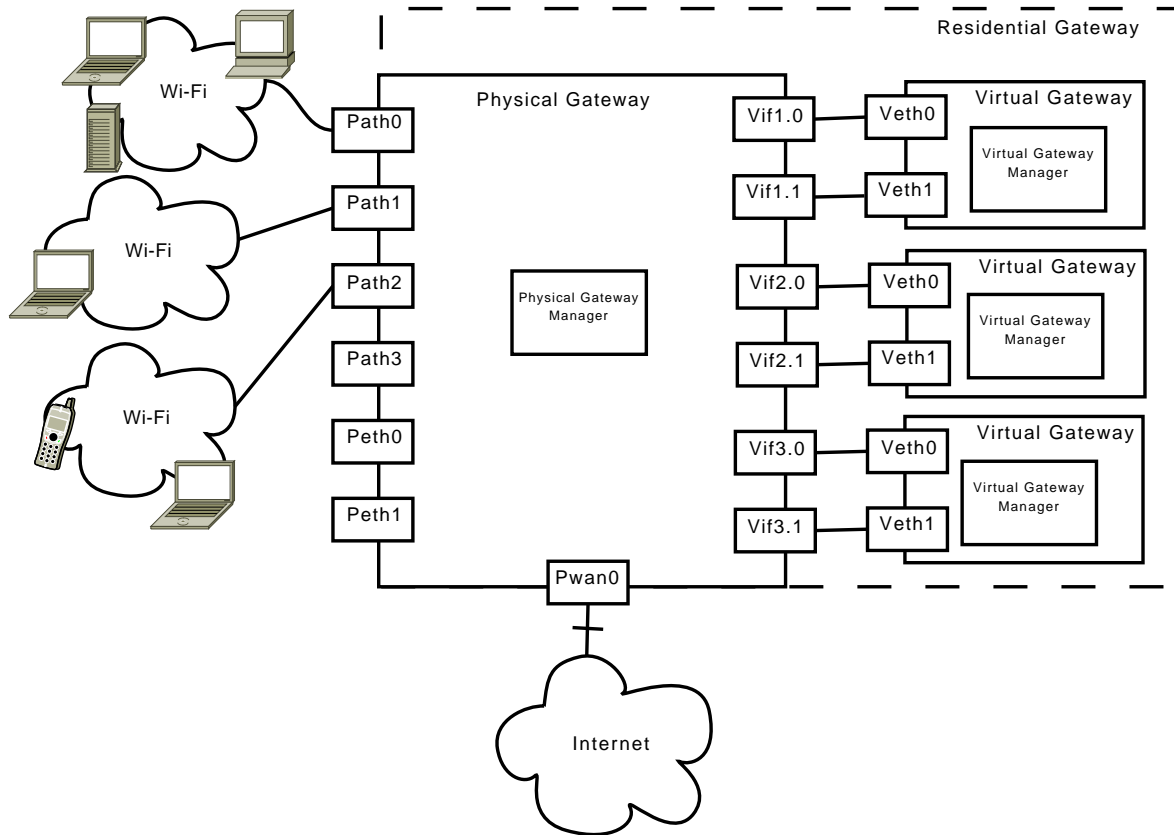 Residential Gateway
Wi-Fi
Physical Gateway
Virtual Gateway
Path0
Vif1.0
Veth0
Virtual Gateway
Manager
Path1
Vif1.1
Veth1
Wi-Fi
Virtual Gateway
Path2
Vif2.0
Veth0
Physical Gateway
Manager
Virtual Gateway
Manager
Path3
Vif2.1
Veth1
Wi-Fi
Virtual Gateway
Peth0
Vif3.0
Veth0
Virtual Gateway
Manager
Peth1
Vif3.1
Veth1
Pwan0
Internet